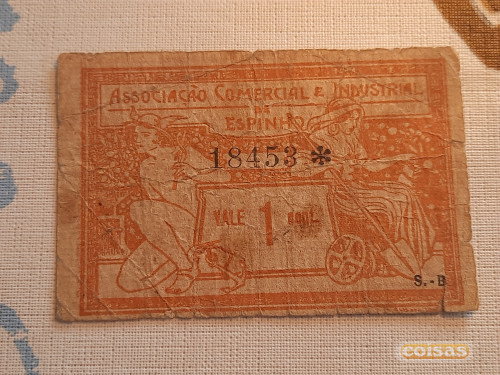 ASSOCIAÇÃO COMERCIAL E INDUSTRIAL
DE
ESPINHO
18453 *
VALE 1
S.-B
coisas